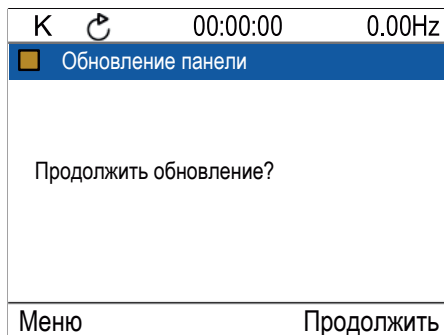 K 00:00:00 0.00Hz
Обновление панели
Продолжить обновление?
Меню Продолжить